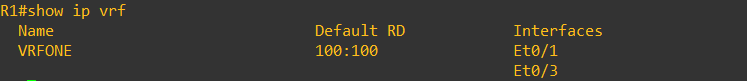 R1#show ip vrf
Name Default RD Interfaces
VRFONE 100:100 Et0/1
Et0/3